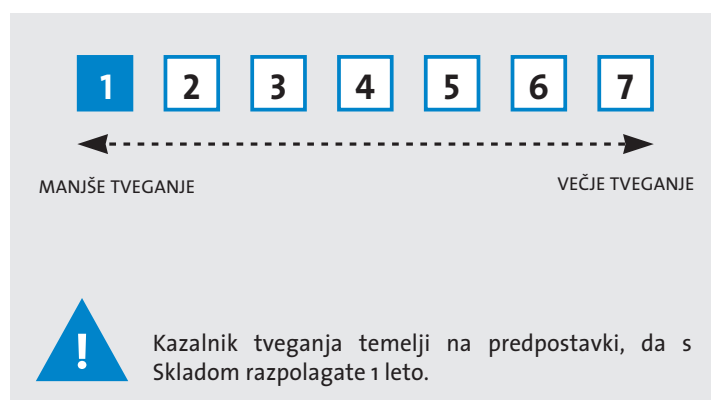 1 2 3 4 5 6 7
MANJŠE TVEGANJE VEČJE TVEGANJE
! Kazalnik tveganja temelji na predpostavki, da s
Skladom razpolagate 1 leto.